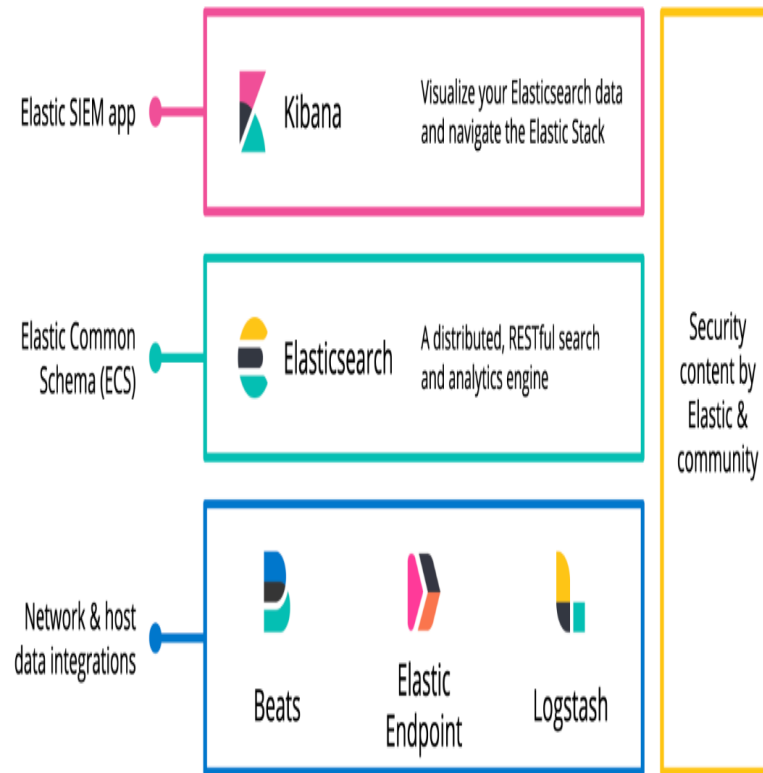 Elastic SIEM app
Kibana
Visualize your Elasticsearch data
and navigate the Elastic Stack
Elastic Common
Schema (ECS)
Elasticsearch
A distributed, RESTful search
and analytics engine
Security
content by
Elastic &
community
Network & host
data integrations
Beats
Elastic
Endpoint
Logstash